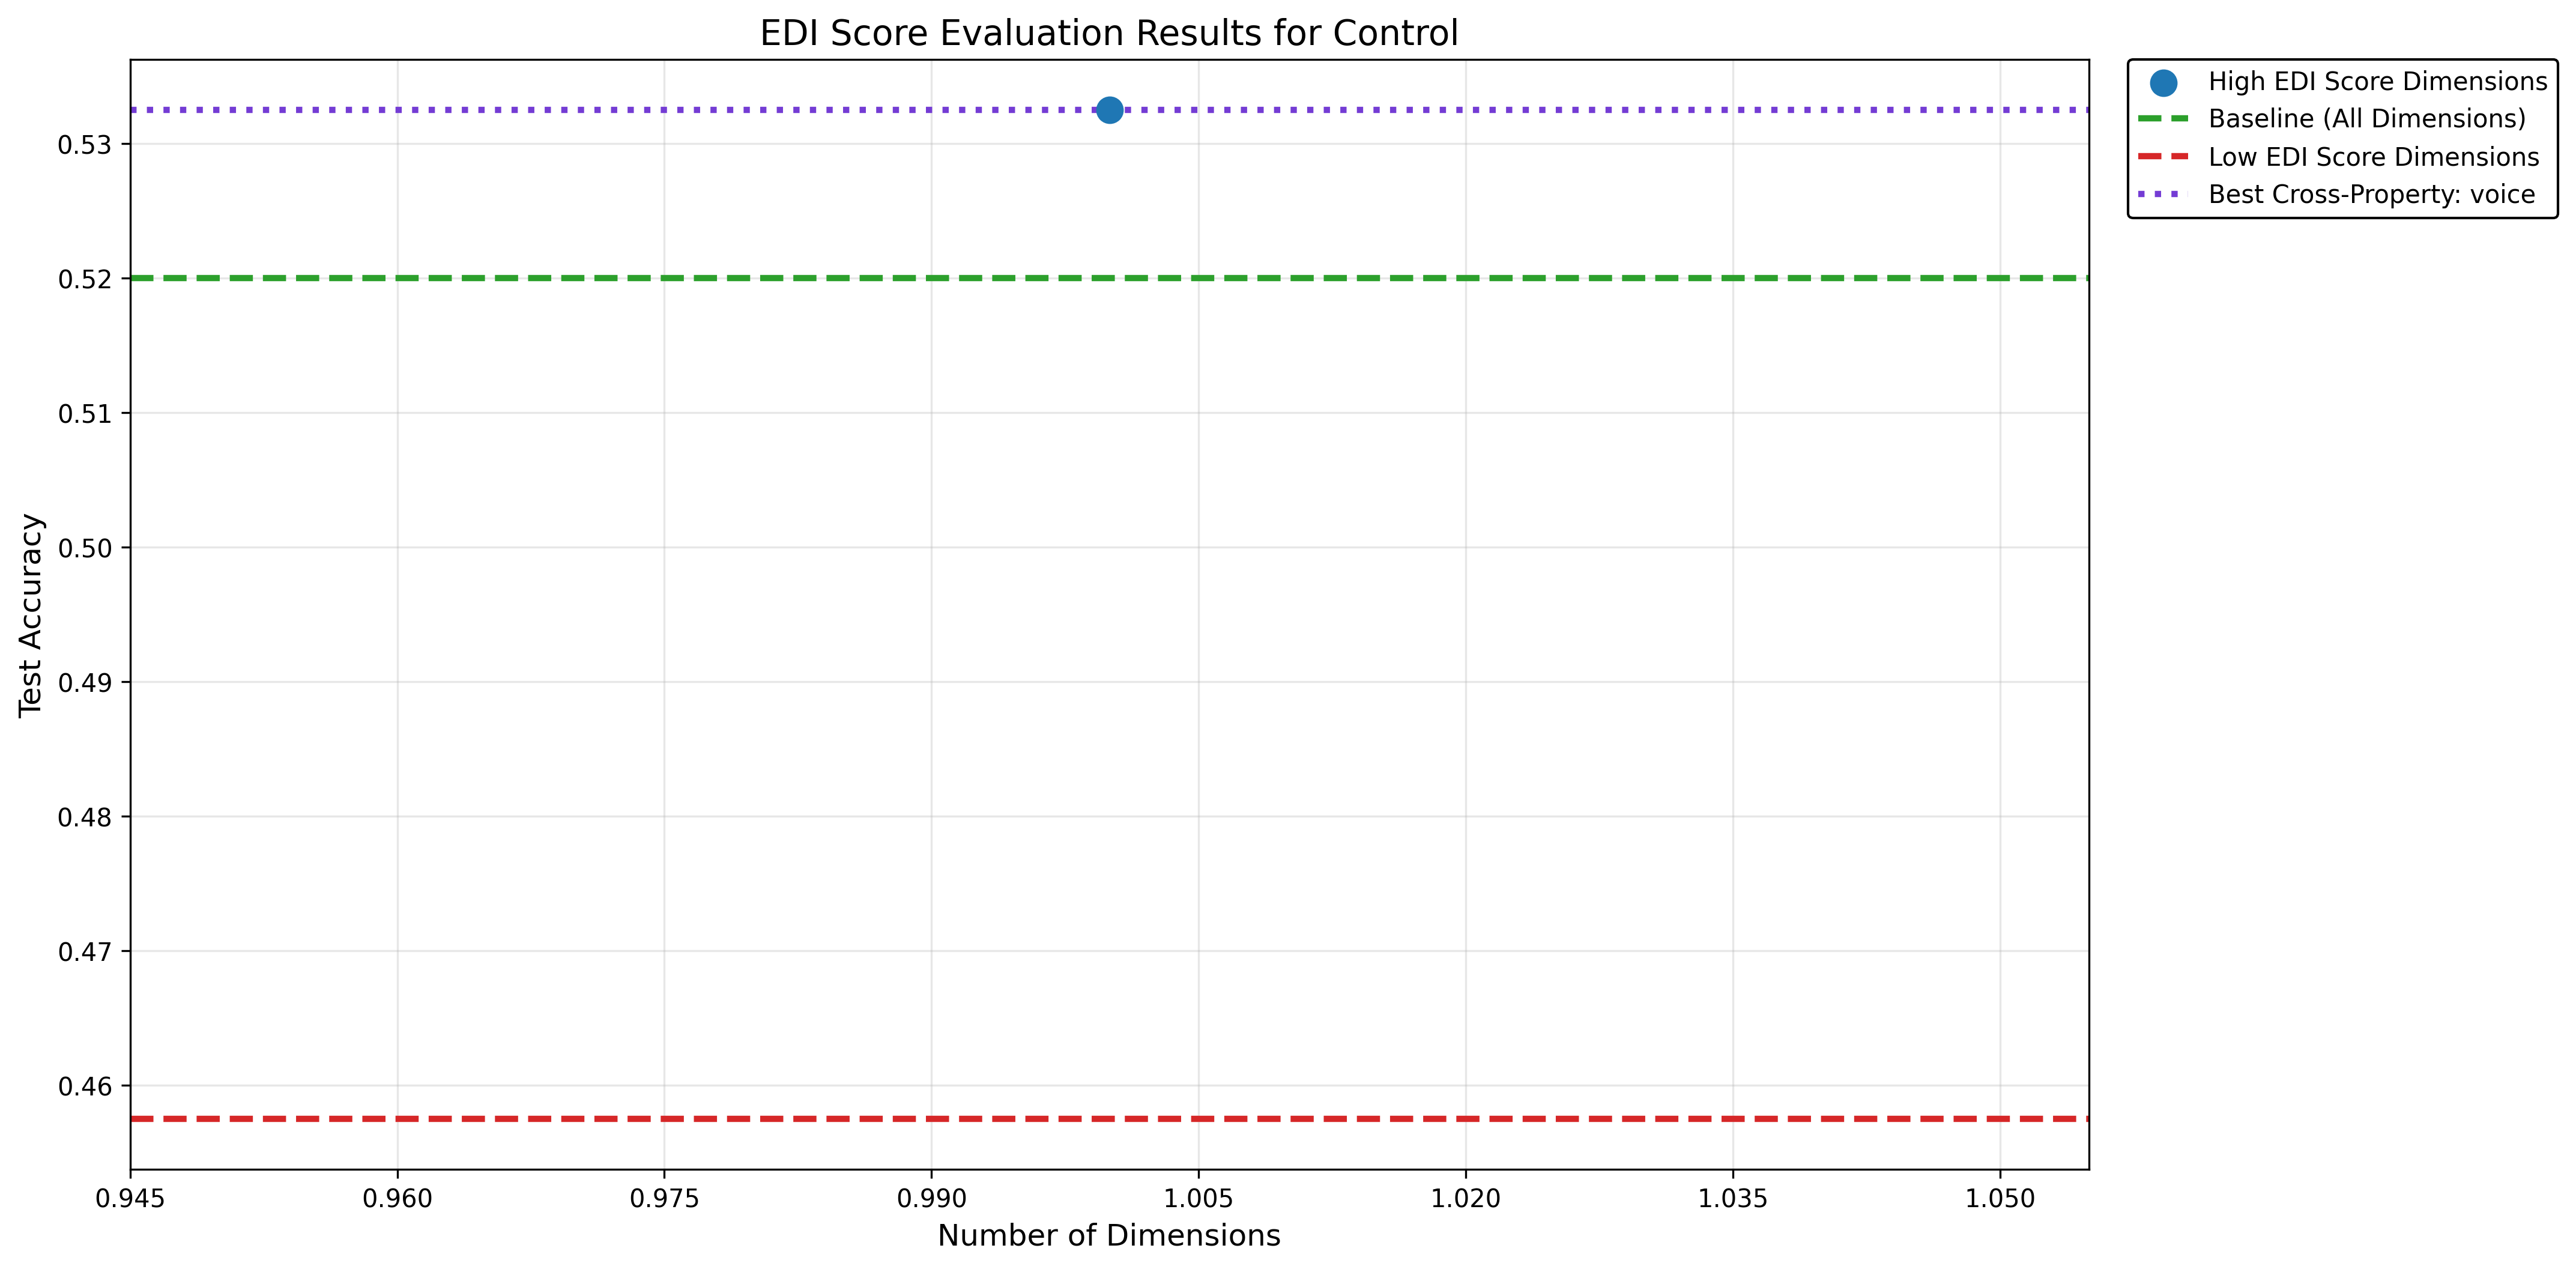 EDI Score Evaluation Results for Control
High EDI Score Dimensions
Baseline (All Dimensions)
Low EDI Score Dimensions
Best Cross-Property: voice
Test Accuracy
0.53
0.52
0.51
0.50
0.49
0.48
0.47
0.46
0.945 0.960 0.975 0.990 1.005 1.020 1.035 1.050
Number of Dimensions